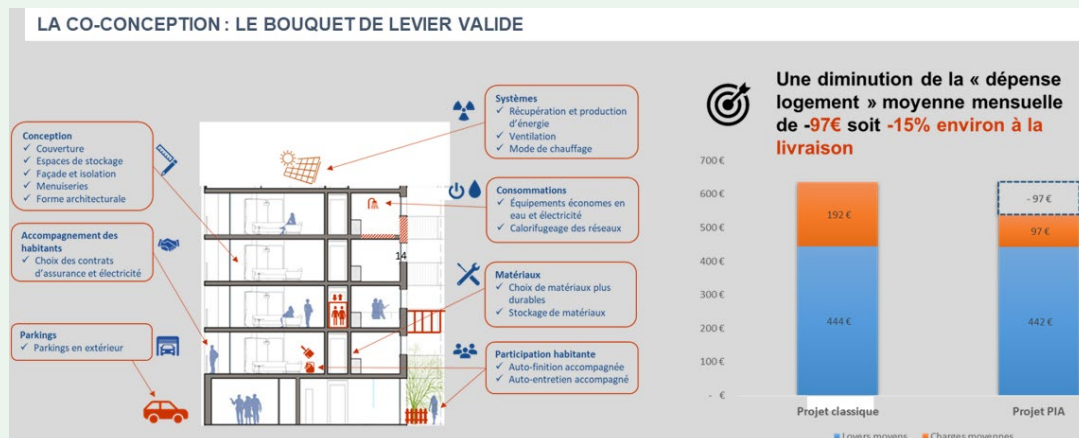 LA CO-CONCEPTION : LE BOUQUET DE LEVIER VALIDE
Conception
✓ Couverture
✓ Espaces de stockage
✓ Façade et isolation
✓ Menuiseries
✓ Forme architecturale
Accompagnement des
habitants
✓ Choix des contrats
d'assurance et électricité
Parkings
✓ Parkings en extérieur
14
Systèmes
✓ Récupération et production
d'énergie
✓ Ventilation
✓ Mode de chauffage
Consommations
✓ Équipements économes en
eau et électricité
✓ Calorifugeage des réseaux
Matériaux
✓ Choix de matériaux plus
durables
✓ Stockage de matériaux
Participation habitante
✓ Auto-finition accompagnée
✓ Auto-entretien accompagné
Une diminution de la « dépense
logement » moyenne mensuelle
de -97€ soit -15% environ à la
livraison
700 €
600 €
500 €
400 €
300 €
200 €
100 €
- €
192 €
444 €
- 97 €
97 €
442 €
Projet classique
Projet PIA
Loyers moyens
Charges moyennes